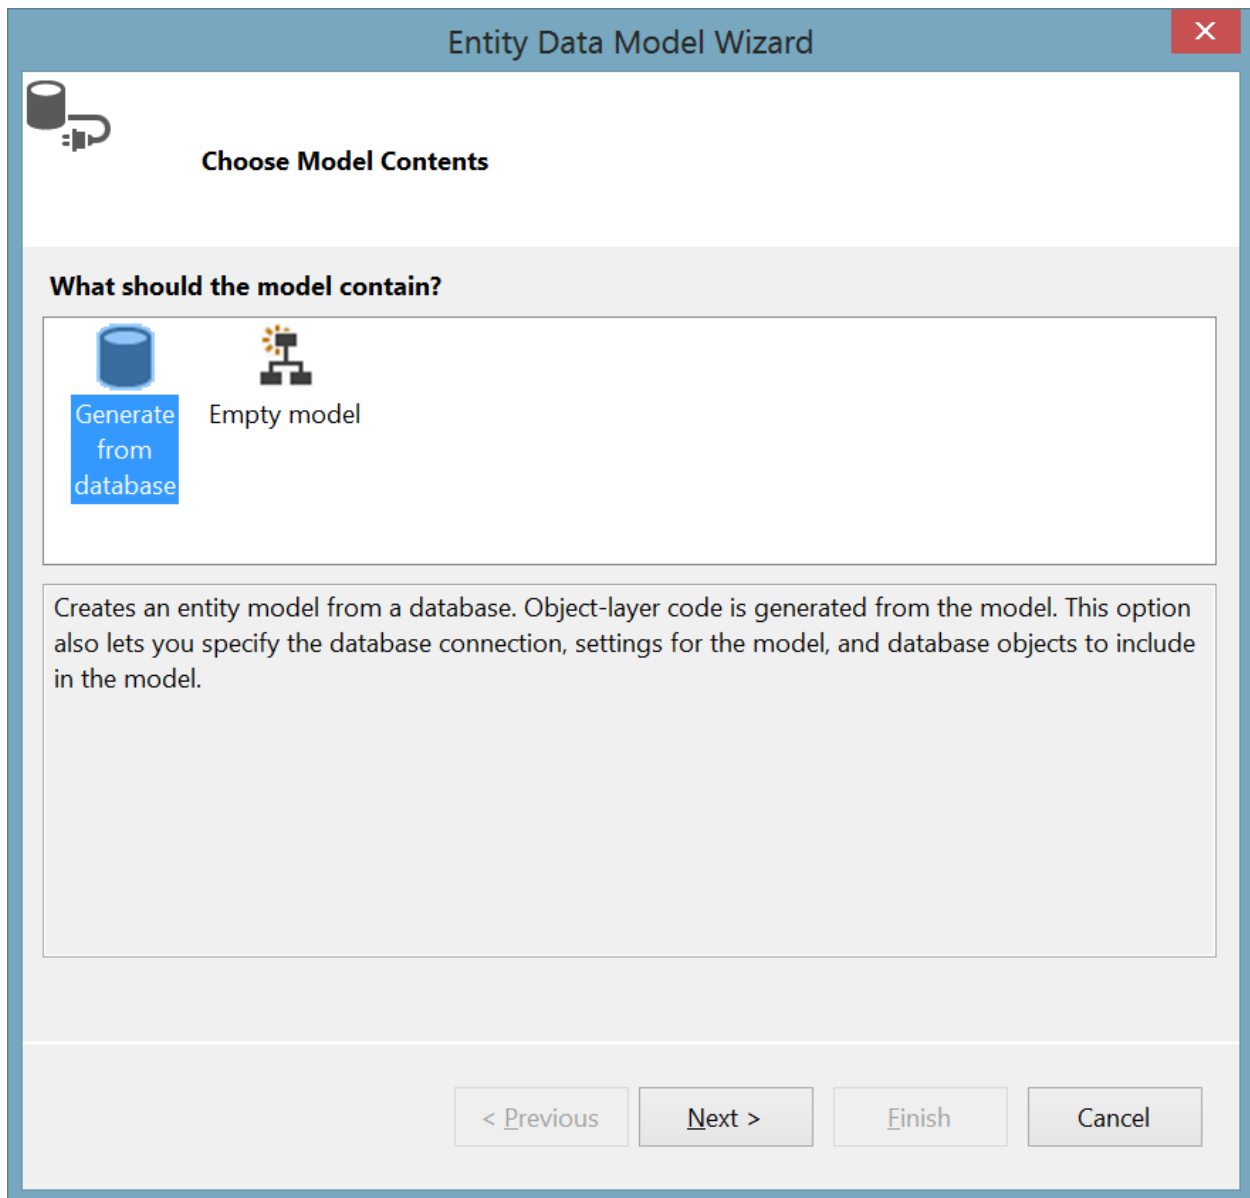 Entity Data Model Wizard
Choose Model Contents
What should the model contain?
Generate
from
database
Empty model
Creates an entity model from a database. Object-layer code is generated from the model. This option
also lets you specify the database connection, settings for the model, and database objects to include
in the model.
< Previous
Next >
Finish
Cancel